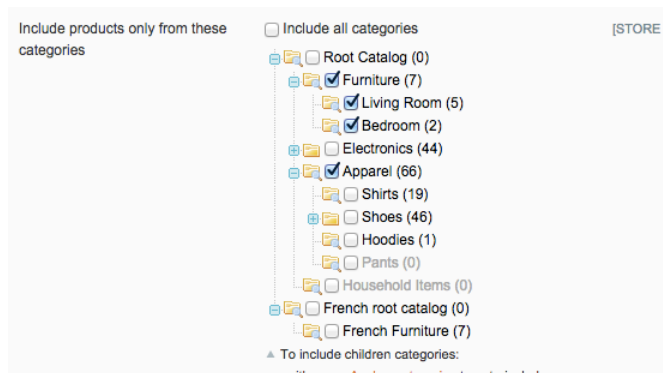 Include products only from these
categories
Include all categories
[STORE
Root Catalog (0)
Furniture (7)
Living Room (5)
Bedroom (2)
Electronics (44)
Apparel (66)
Shirts (19)
Shoes (46)
Hoodies (1)
Pants (0)
Household Items (0)
French root catalog (0)
French Furniture (7)
To include children categories: